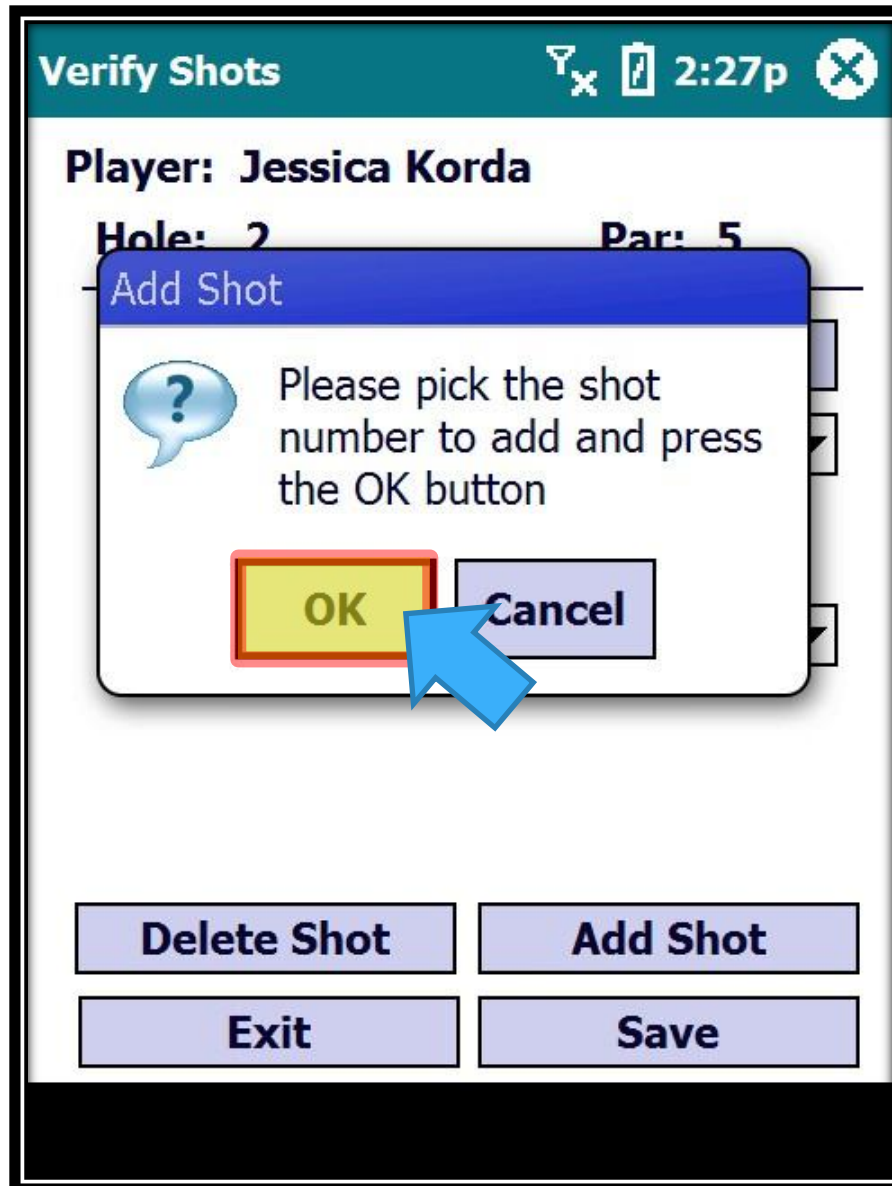 Verify Shots 2:27p
Player: Jessica Korda
Hole: 2 Par: 5
Add Shot
?
Please pick the shot
number to add and press
the OK button
OK Cancel
Delete Shot Add Shot
Exit Save